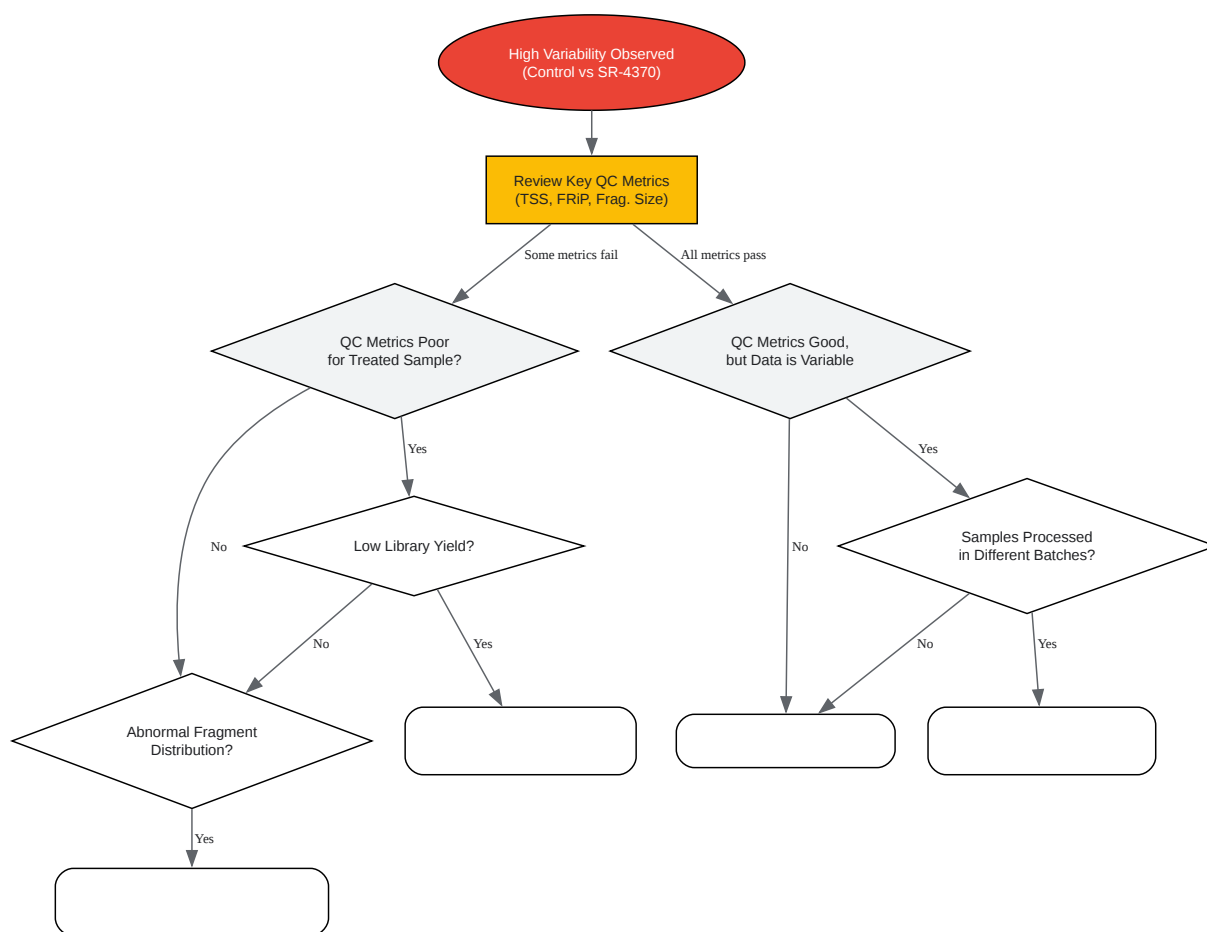 High Variability Observed
(Control vs SR-4370)
Review Key QC Metrics
(TSS, FRiP, Frag. Size)
Some metrics fail
All metrics pass
QC Metrics Poor
for Treated Sample?
QC Metrics Good,
but Data is Variable
Yes
Yes
No
Low Library Yield?
No
Samples Processed
in Different Batches?
No
Yes
No
Yes
Abnormal Fragment
Distribution?
Yes